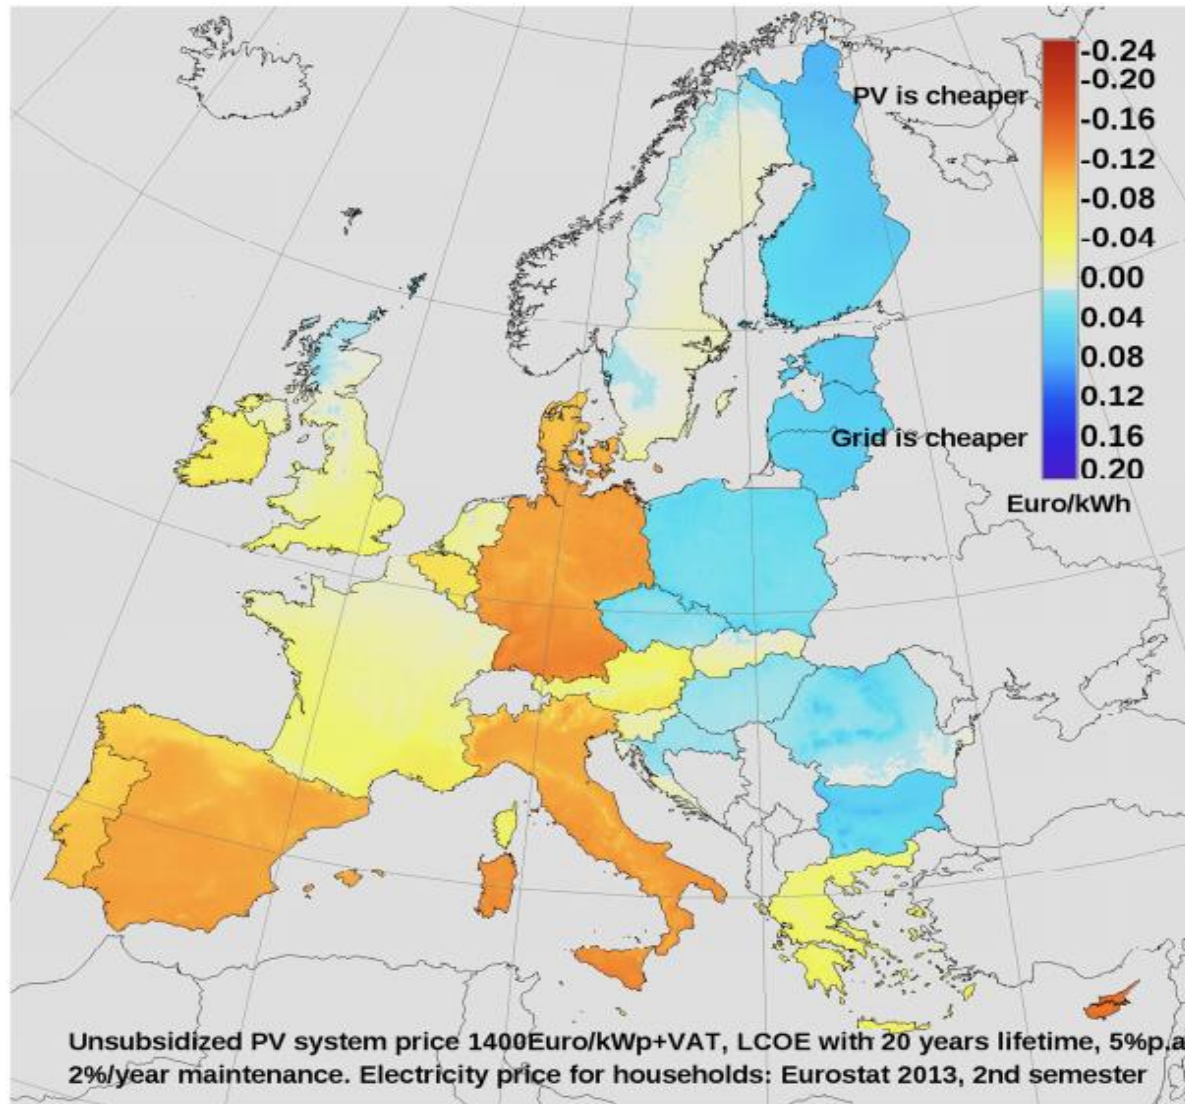 -0.24
-0.20
PV is cheaper
-0.16
-0.12
-0.08
-0.04
0.00
0.04
0.08
0.12
Grid is cheaper
0.16
0.20
Euro/kWh
Unsubsidized PV system price 1400Euro/kWp+VAT, LCOE with 20 years lifetime, 5%p.a
2%/year maintenance. Electricity price for households: Eurostat 2013, 2nd semester